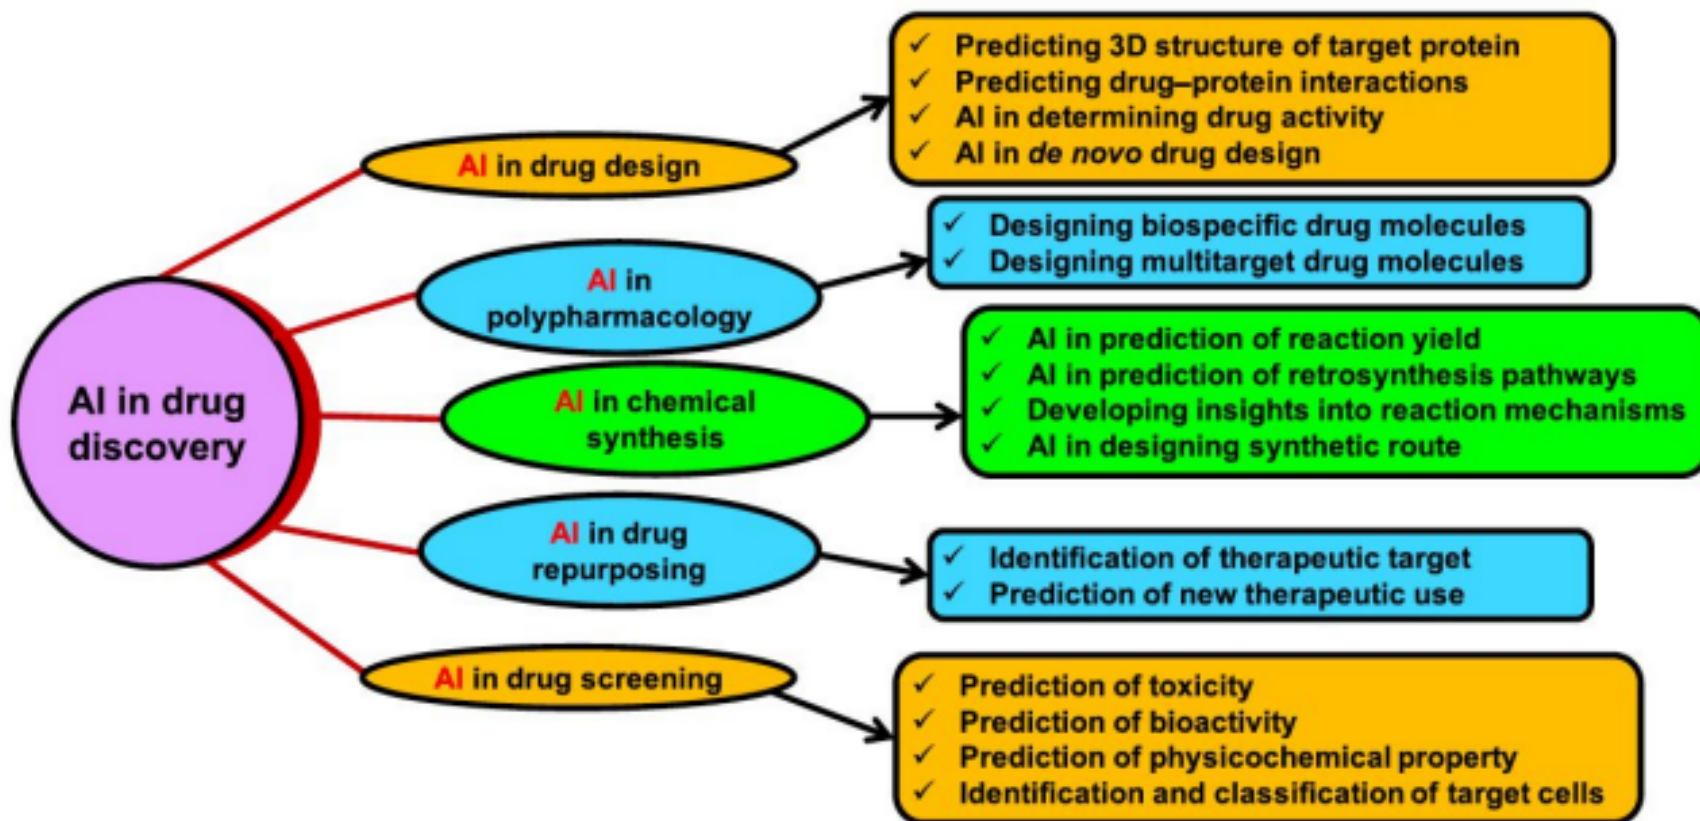 AI in drug
discovery
AI in drug design
Predicting 3D structure of target protein
Predicting drug–protein interactions
AI in determining drug activity
AI in de novo drug design
AI in
polypharmacology
Designing biospecific drug molecules
Designing multitarget drug molecules
AI in chemical
synthesis
AI in prediction of reaction yield
AI in prediction of retrosynthesis pathways
Developing insights into reaction mechanisms
AI in designing synthetic route
AI in drug
repurposing
Identification of therapeutic target
Prediction of new therapeutic use
AI in drug screening
Prediction of toxicity
Prediction of bioactivity
Prediction of physicochemical property
Identification and classification of target cells